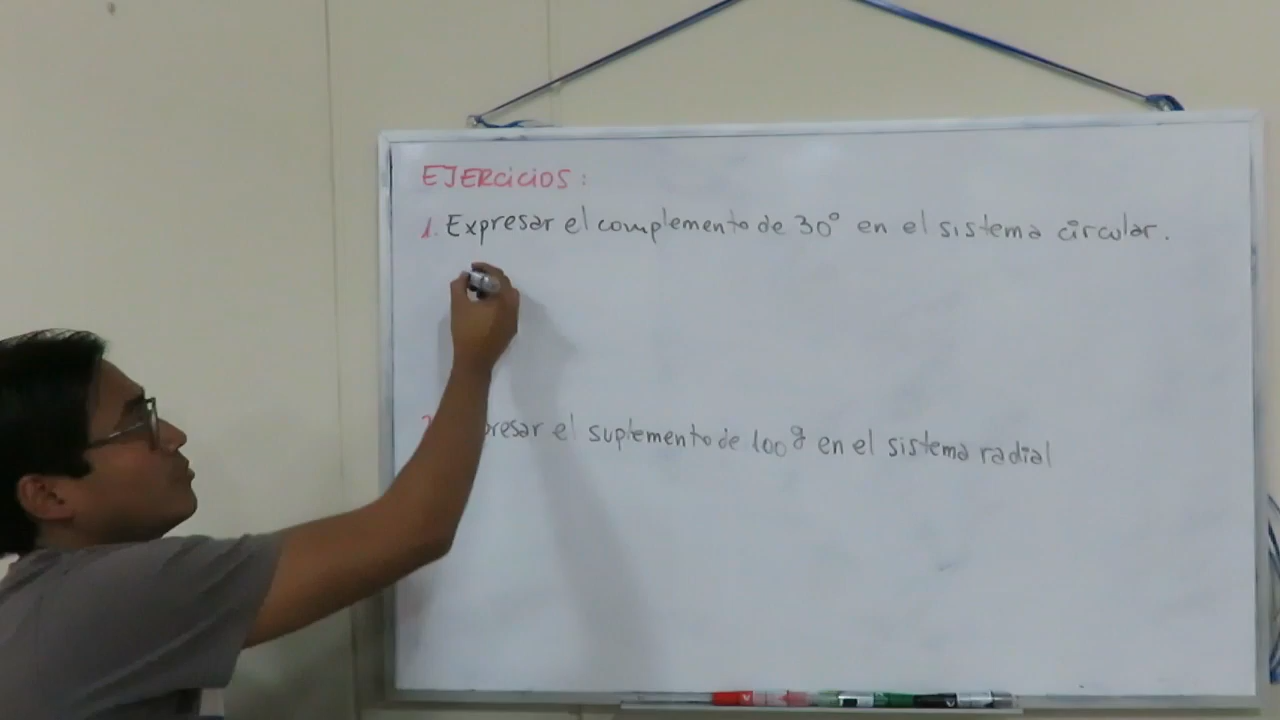 EJERCICIOS:
1. Expresar el complemento de 30° en el sistema circular.
el suplemento de 100g en el sistema radial